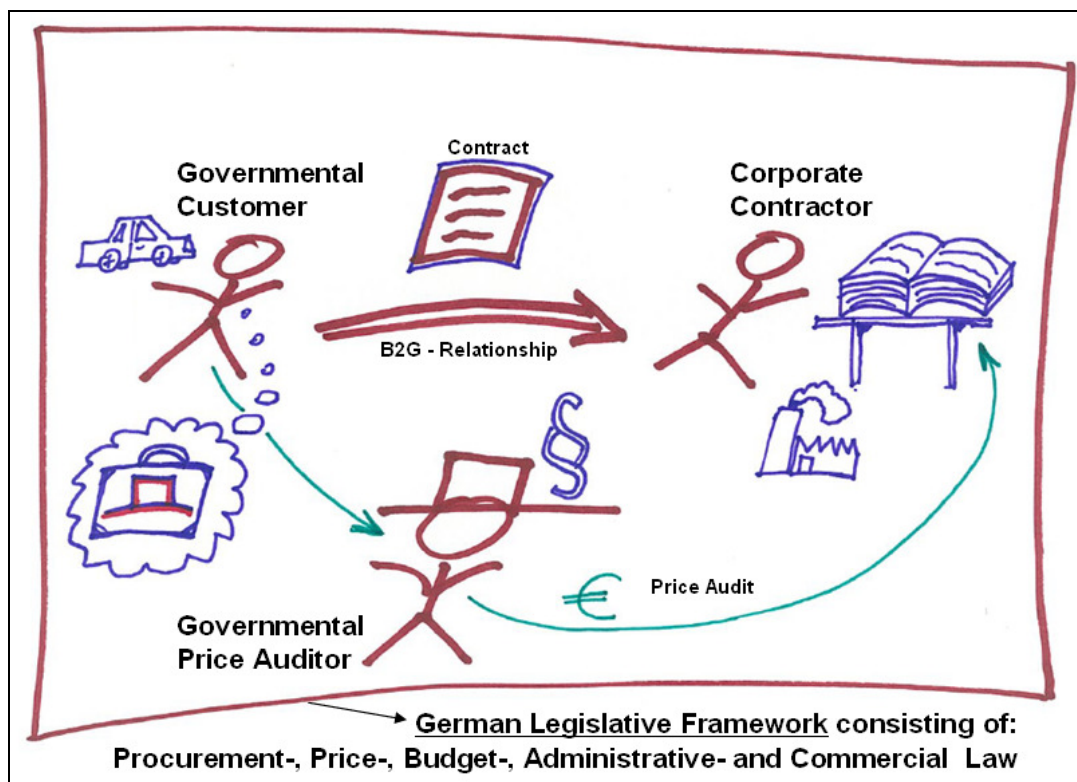 Contract
Governmental
Customer
Corporate
Contractor
B2G - Relationship
§
€
Price Audit
Governmental
Price Auditor
German Legislative Framework consisting of:
Procurement-, Price-, Budget-, Administrative- and Commercial Law